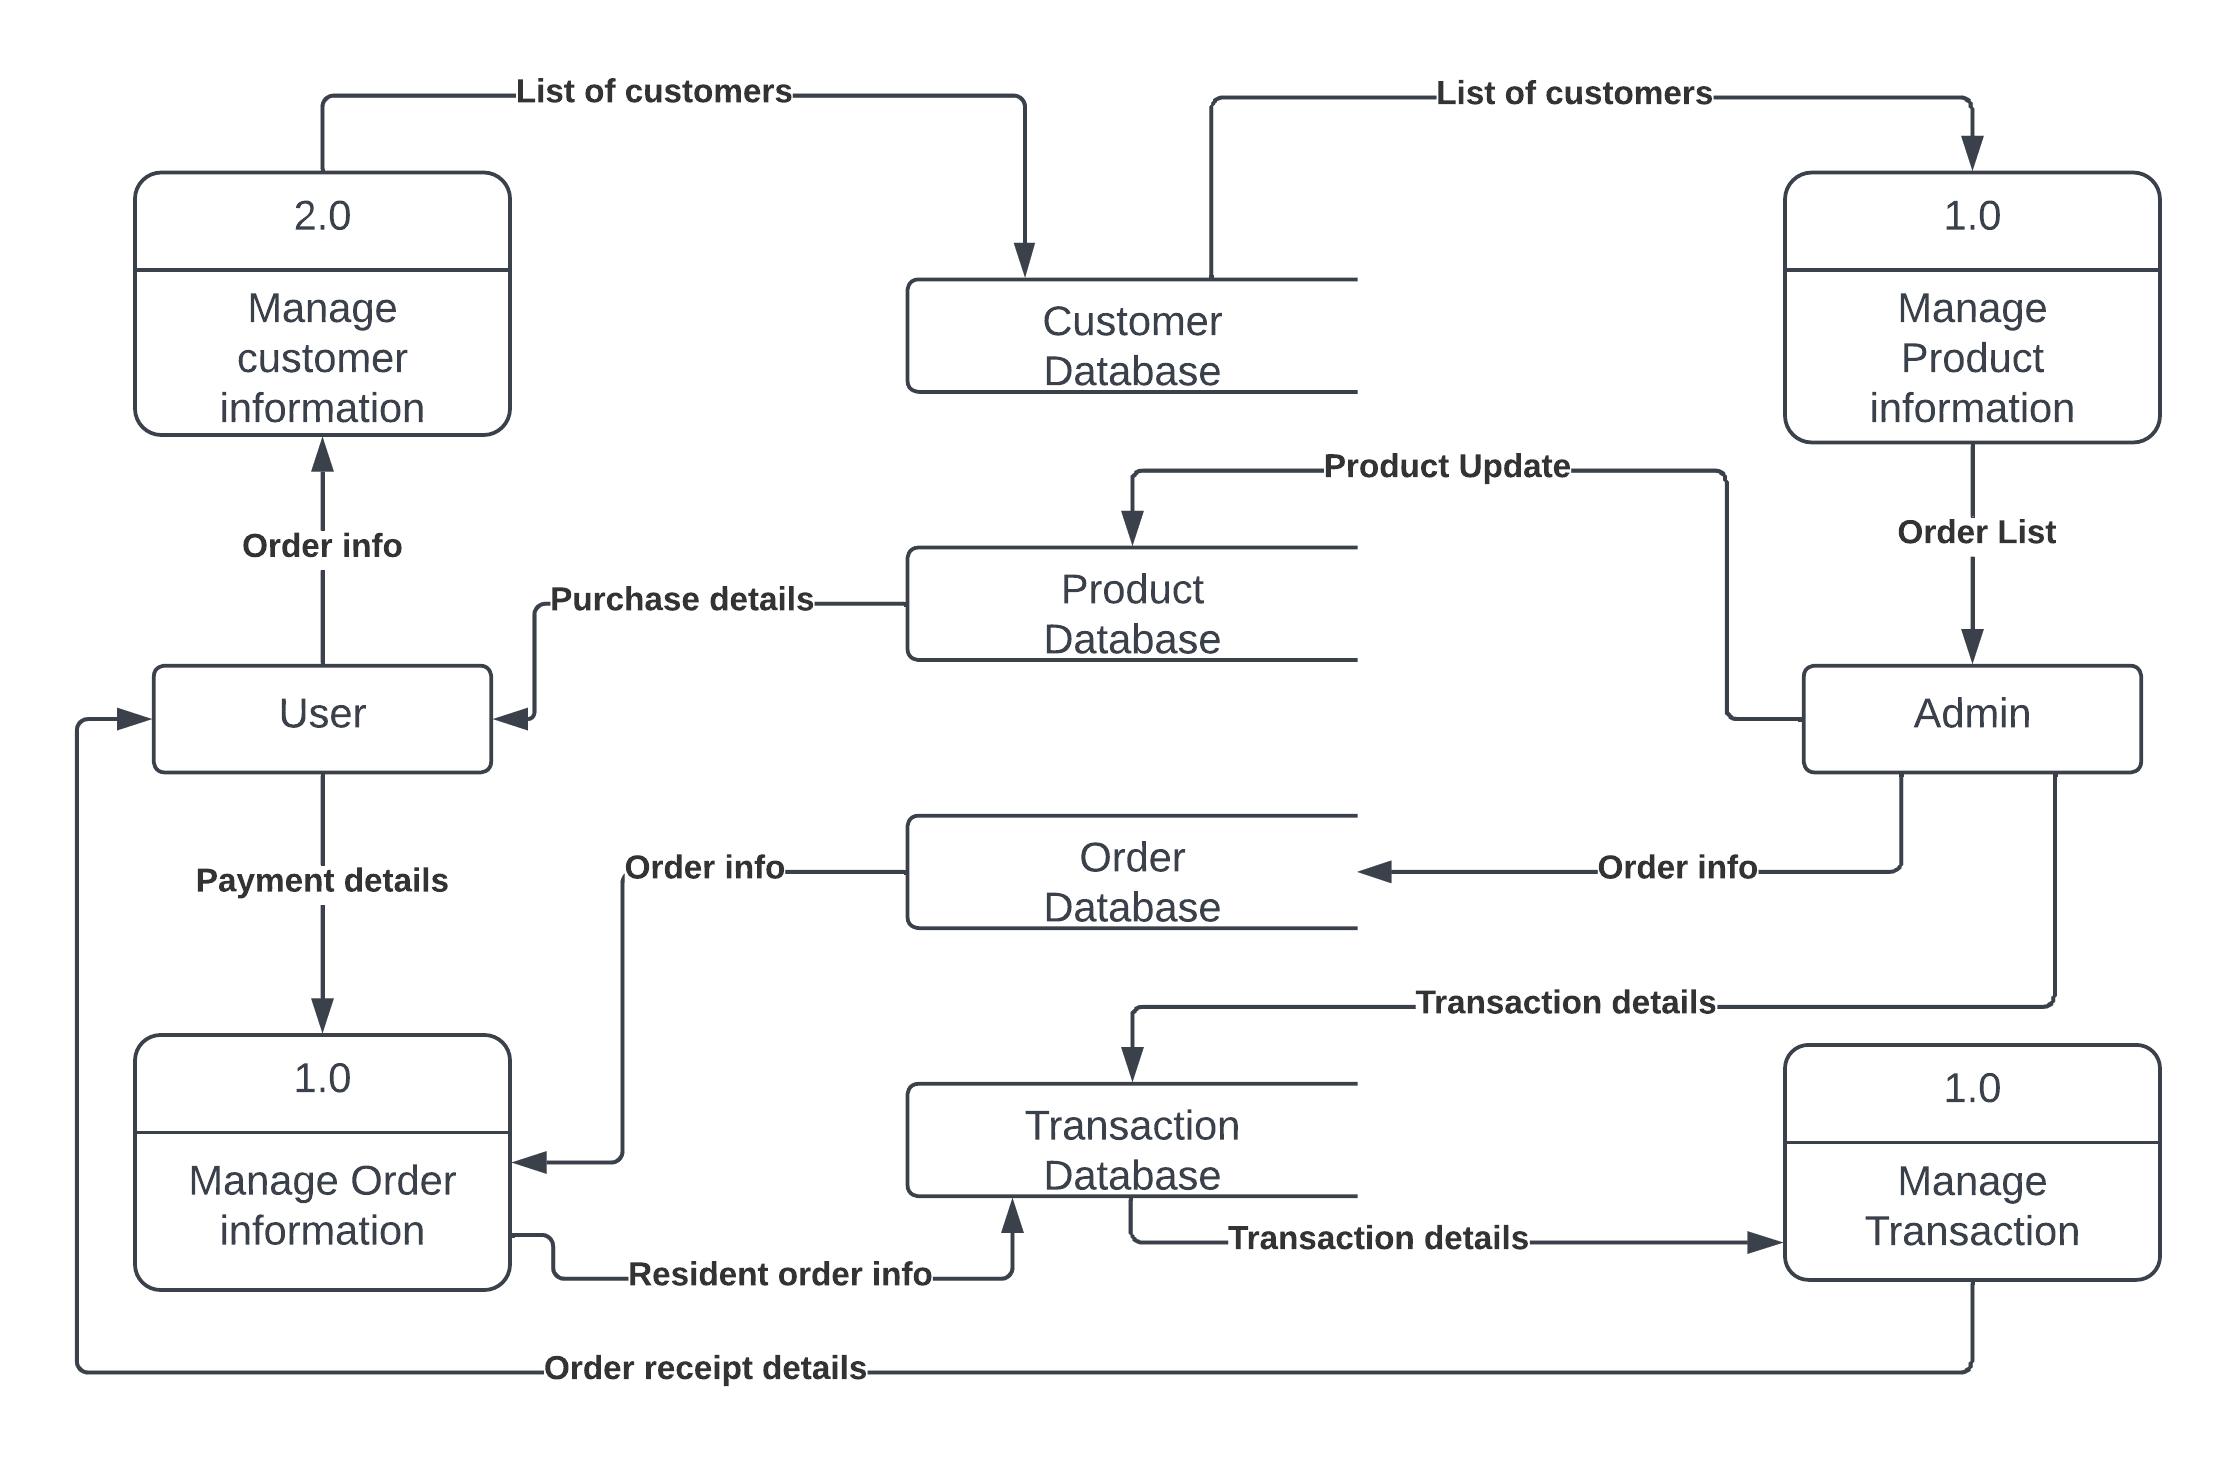 List of customers
List of customers
2.0
Manage
customer
information
1.0
Manage
Product
information
Customer
Database
Product Update
Order List
Order info
Purchase details
Product
Database
User
Admin
Order info
Order
Database
Order info
Payment details
Transaction details
1.0
Manage Order
information
Transaction
Database
1.0
Manage
Transaction
Transaction details
Resident order info
Order receipt details